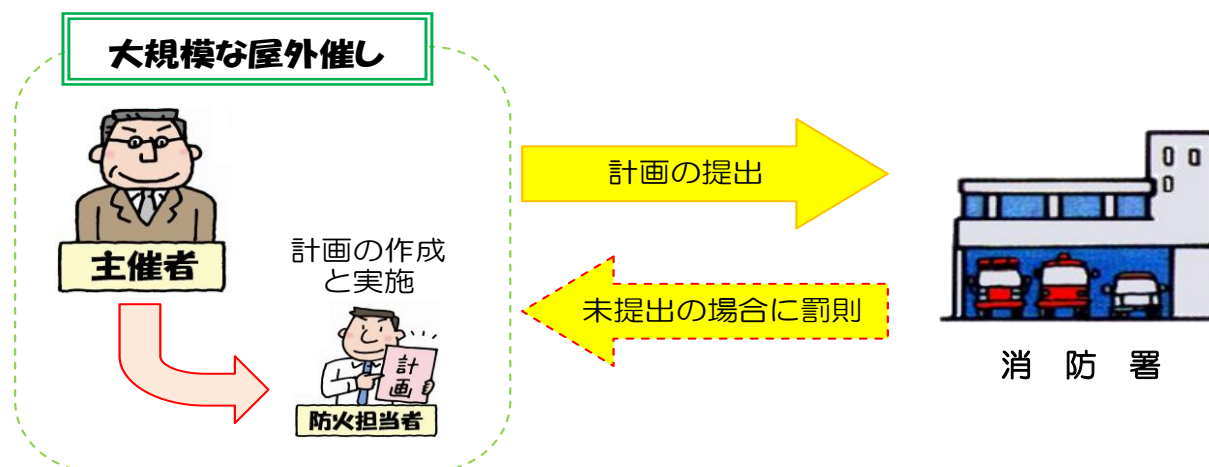 大規模な屋外催し
主催者
計画の作成
と実施
計画
防火担当者
計画の提出
未提出の場合に罰則
消防署